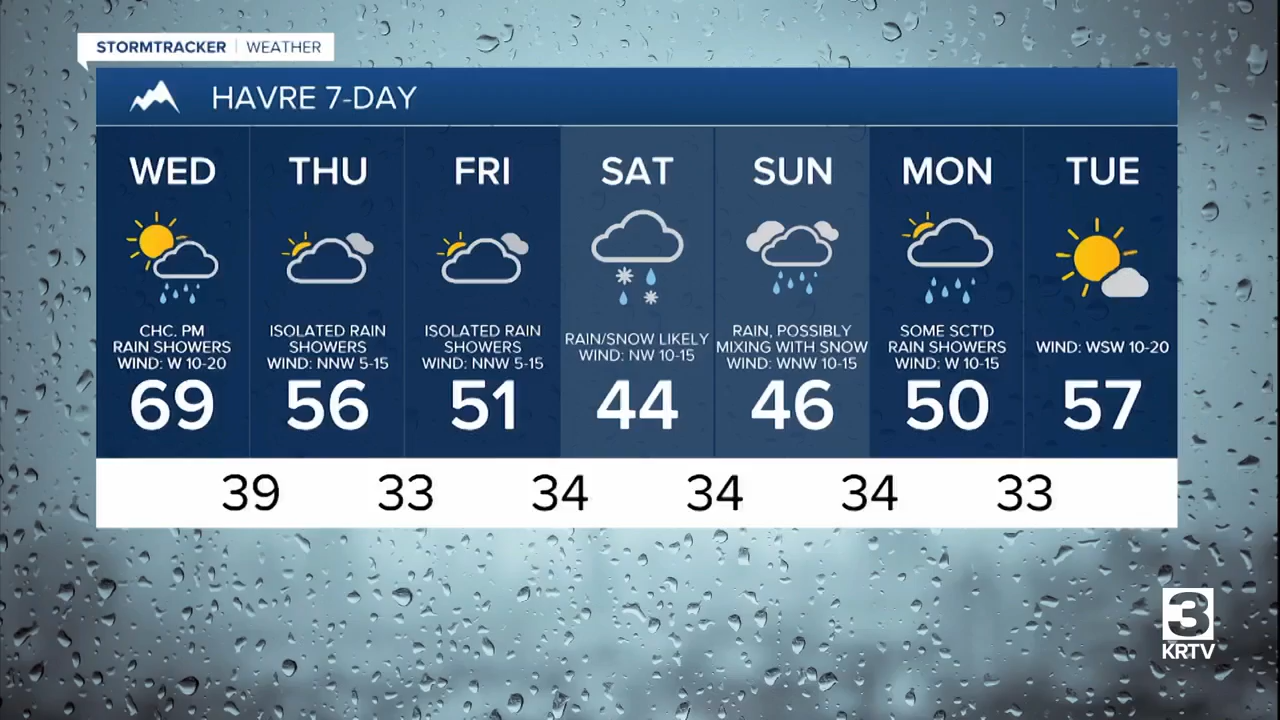 STORMTRACKER | WEATHER
HAVRE 7-DAY
WED
THU
FRI
SAT
SUN
MON
TUE
CHC. PM
RAIN SHOWERS
WIND: W 10-20
ISOLATED RAIN
SHOWERS
WIND: NNW 5-15
ISOLATED RAIN
SHOWERS
WIND: NNW 5-15
RAIN/SNOW LIKELY
WIND: NW 10-15
RAIN, POSSIBLY
MIXING WITH SNOW
WIND: WNW 10-15
SOME SCT'D
RAIN SHOWERS
WIND: W 10-15
WIND: WSW 10-20
69
56
51
44
46
50
57
39
33
34
34
34
33
3
KRTV